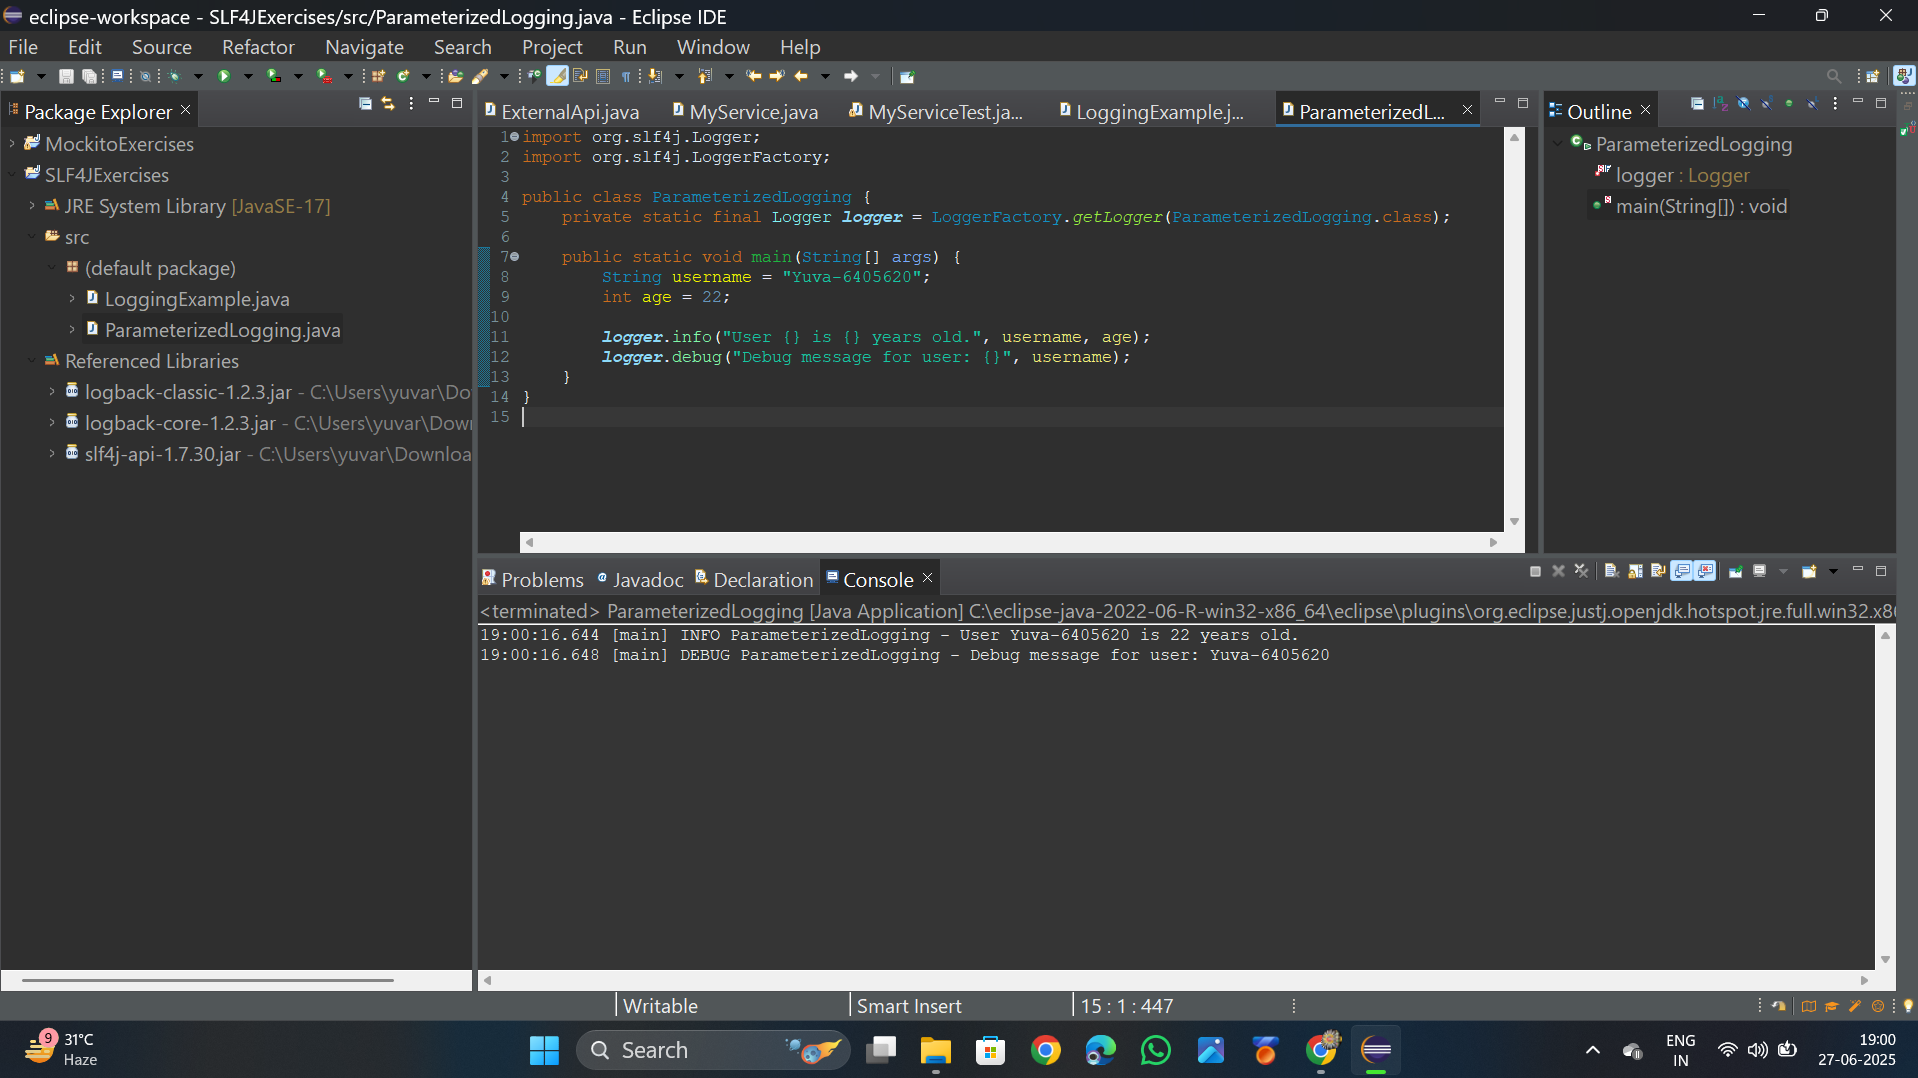 eclipse-workspace - SLF4JExercises/src/ParameterizedLogging.java - Eclipse IDE
File Edit Source Refactor Navigate Search Project Run Window Help
Package Explorer
MockitoExercises
SLF4JExercises
JRE System Library [JavaSE-17]
src
(default package)
LoggingExample.java
ParameterizedLogging.java
Referenced Libraries
logback-classic-1.2.3.jar - C:\Users\yuvar\Do
logback-core-1.2.3.jar - C:\Users\yuvar\Down
slf4j-api-1.7.30.jar - C:\Users\yuvar\Downloa
ExternalApi.java MyService.java MyServiceTest.ja... LoggingExample.j... ParameterizedL...
1 import org.slf4j.Logger;
2 import org.slf4j.LoggerFactory;
3
4 public class ParameterizedLogging {
5 private static final Logger logger = LoggerFactory.getLogger(ParameterizedLogging.class);
6
7 public static void main(String[] args) {
8 String username = "Yuva-6405620";
9 int age = 22;
10
11 logger.info("User {} is {} years old.", username, age);
12 logger.debug("Debug message for user: {}", username);
13 }
14 }
15
Outline
ParameterizedLogging
logger : Logger
main(String[]) : void
Problems Javadoc Declaration Console
<terminated> ParameterizedLogging [Java Application] C:\eclipse-java-2022-06-R-win32-x86_64\eclipse\plugins\org.eclipse.justj.openjdk.hotspot.jre.full.win32.x8
19:00:16.644 [main] INFO ParameterizedLogging - User Yuva-6405620 is 22 years old.
19:00:16.648 [main] DEBUG ParameterizedLogging - Debug message for user: Yuva-6405620
Writable Smart Insert 15 : 1 : 447
9
31°C
Haze
Search
ENG
IN
19:00
27-06-2025